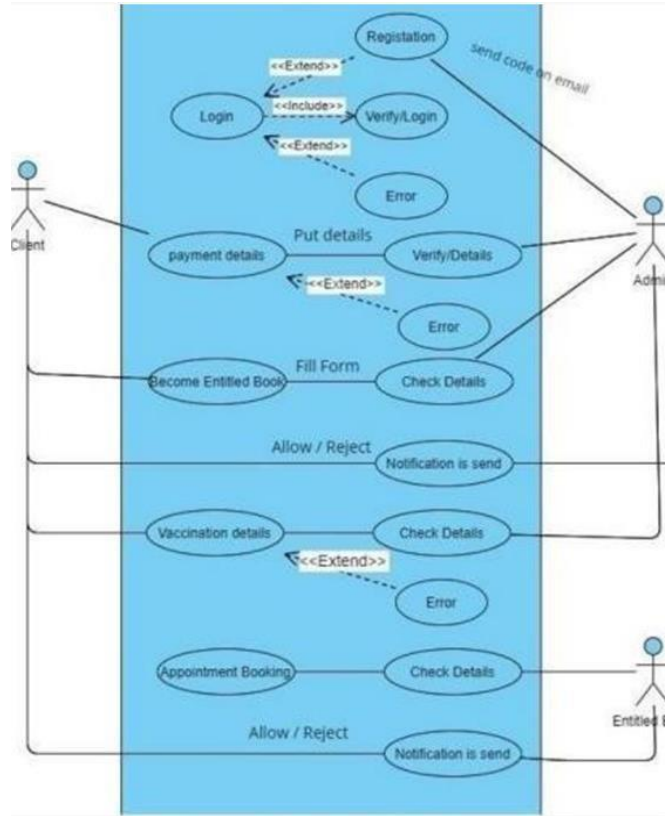 Registation
send code on email
<<Extend>>
<<Include>>
Login
Verify/Login
<<Extend>>
Error
Client
Put details
payment details
Verify/Details
Admi
<<Extend>>
Error
Fill Form
Become Entitled Book
Check Details
Allow / Reject
Notification is send
Vaccination details
Check Details
<<Extend>>
Error
Appointment Booking
Check Details
Entitled B
Allow / Reject
Notification is send